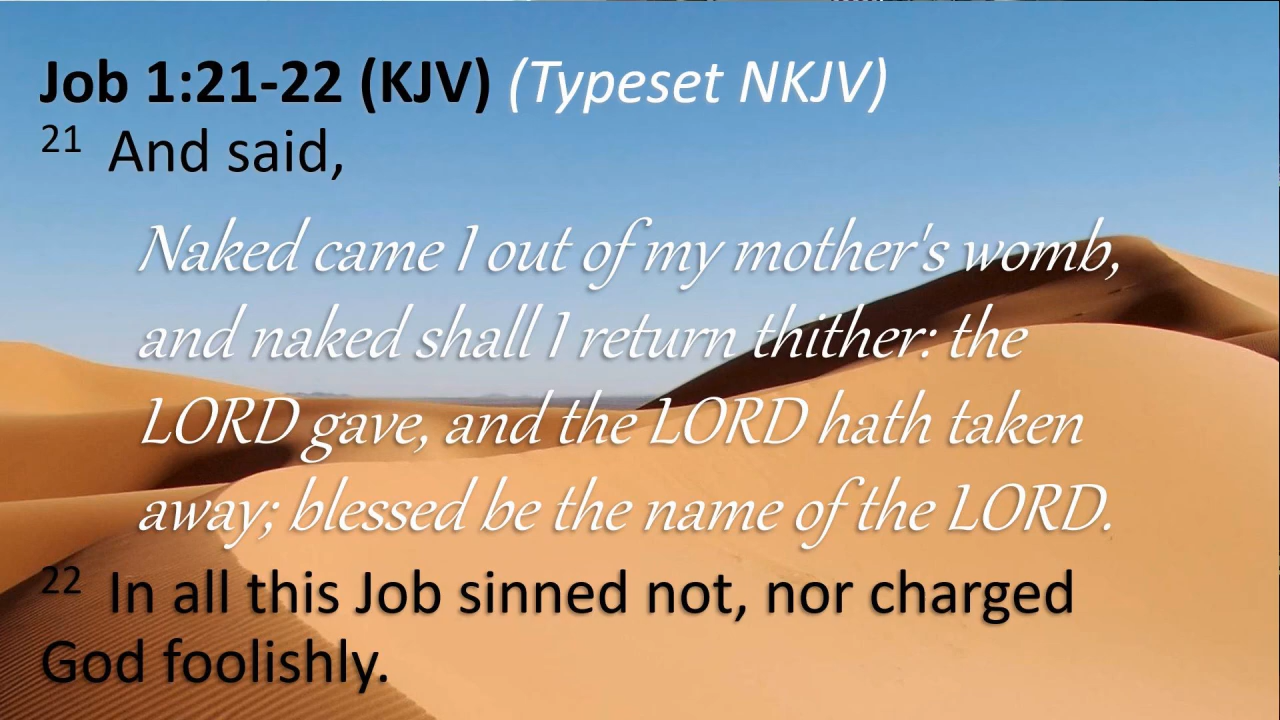 Job 1:21-22 (KJV) (Typeset NKJV)
21 And said,
Naked came I out of my mother's womb,
and naked shall I return thither: the
LORD gave, and the LORD hath taken
away; blessed be the name of the LORD.
22 In all this Job sinned not, nor charged
God foolishly.